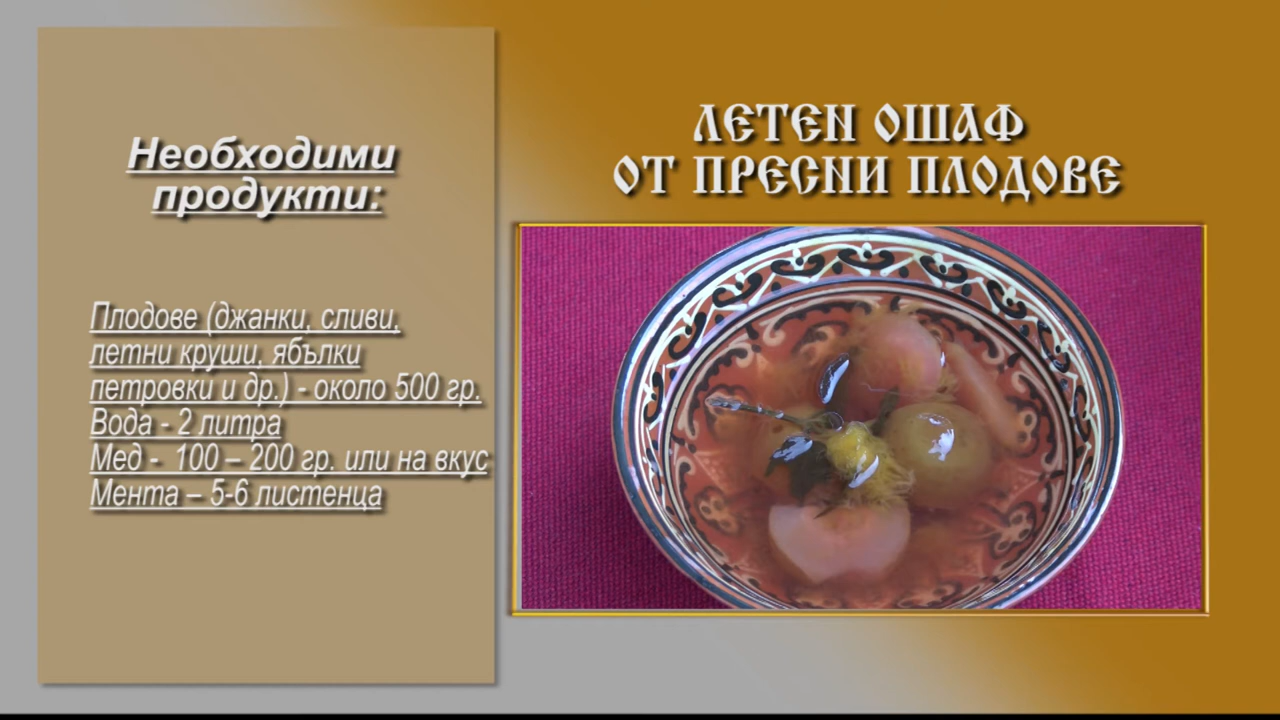 Необходими
продукти:
Плодове (джанки, сливи,
летни круши, ябълки
петровки и др.) - около 500 гр.
Вода - 2 литра
Мед -  100 – 200 гр. или на вкус
Мента – 5-6 листенца
ЛЕТЕН ОШАФ
ОТ ПРЕСНИ ПЛОДОВЕ